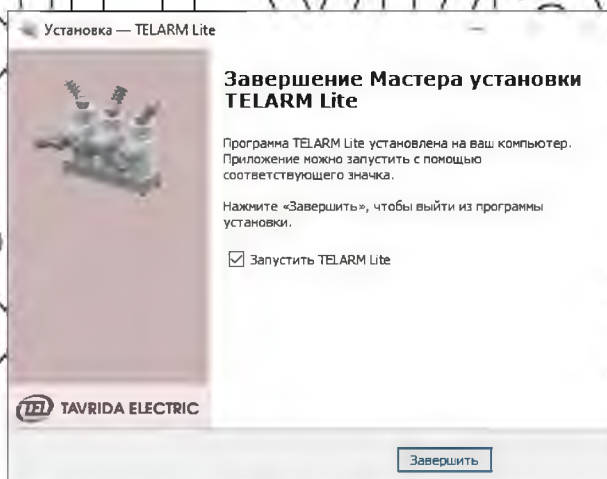 Установка — TELARM Lite
Завершение Мастера установки
TELARM Lite
Программа TELARM Lite установлена на ваш компьютер.
Приложение можно запустить с помощью
соответствующего значка.
Нажмите «Завершить», чтобы выйти из программы
установки.
Запустить TELARM Lite
TEL TAVRIDA ELECTRIC
Завершить